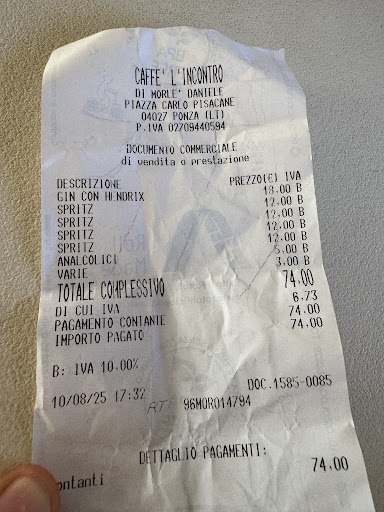 CAFFE' L'INCONTRO
DI MORLE' DANIELE
PIAZZA CARLO PISACANE
04027 PONZA (LT)
P.IVA 02709440594
DOCUMENTO COMMERCIALE
di vendita o prestazione
DESCRIZIONE PREZZO(€) IVA
GIN CON HENDRIX 18.00 B
SPRITZ 12.00 B
SPRITZ 12.00 B
SPRITZ 12.00 B
SPRITZ 12.00 B
ANALCOLICI 5.00 B
VARIE 3.00 B
TOTALE COMPLESSIVO 74.00
DI CUI IVA 6.73
PAGAMENTO CONTANTE 74.00
IMPORTO PAGATO 74.00
B: IVA 10.00%
10/08/25 17:32 DOC.1585-0085
RT 96MOR014794
DETTAGLIO PAGAMENTI:
ontanti 74.00